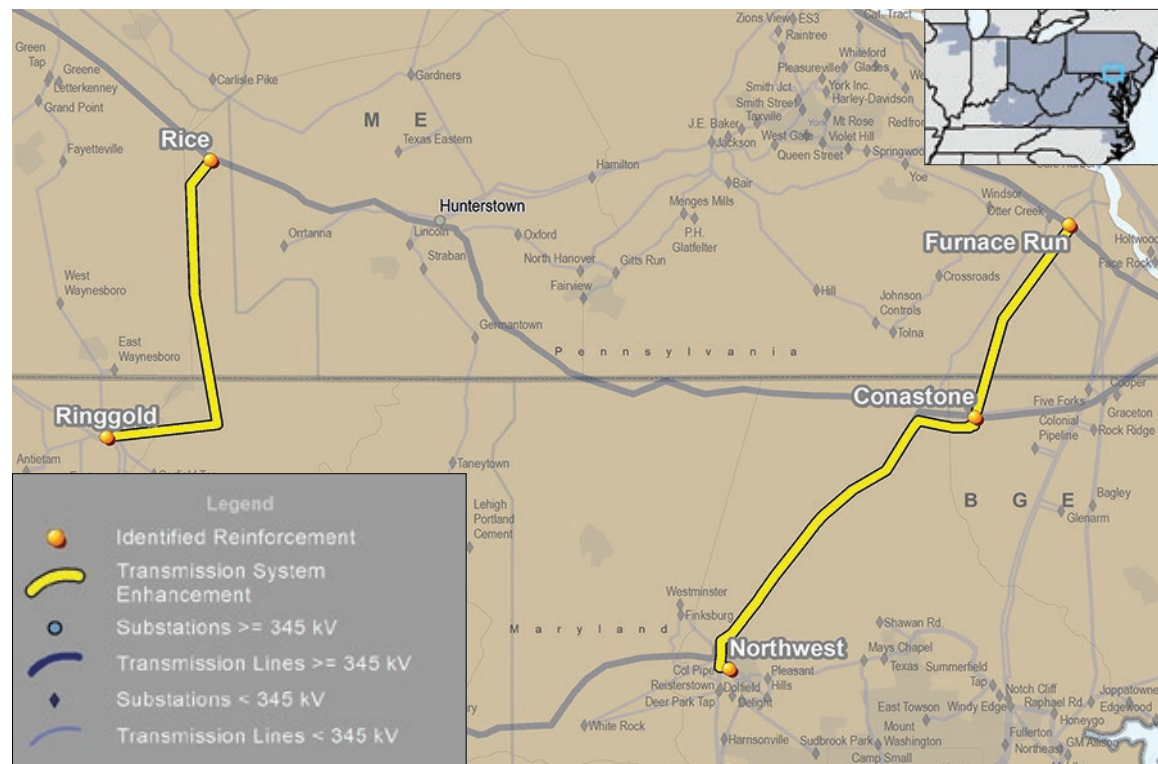 Zions View
ES3
Cat. Tract
Raintree
Green
Tap
Greene
Letterkenney
Grand Point
Carlisle Pike
Gardners
Whiteford
Pleasureville
Glades
We
York Inc.
Smith Jct.
Harley-Davidson
Smith Street
Taxville
York
Mt Rose
Redfron
M E
J.E. Baker
West Gate
Violet Hill
Texas Eastern
Rice
Jackson
Queen Street
Springwoo
Fayetteville
Hamilton
Yoe
Bair
Windsor
Otter Creek
Hunterstown
Menges Mills
P.H.
Glatfelter
Orrtanna
Lincoln
Oxford
Furnace Run
Holtwoo
Straban
North Hanover
Gitts Run
Pace Rock
Crossroads
West
Waynesboro
Fairview
Hill
Johnson
Controls
Tolna
Germantown
East
Waynesboro
Pennsylvania
Cooper
Conastone
Five Forks
Graceton
Ringgold
Colonial
Pipeline
Rock Ridge
Antietam
Taneytown
Lehigh
Portland
Cement
B G E
Bagley
Glenarm
Legend
Identified Reinforcement
Transmission System
Enhancement
Substations >= 345 kV
Transmission Lines >= 345 kV
Substations < 345 kV
Transmission Lines < 345 kV
Westminster
Finksburg
Maryland
Shawan Rd.
Northwest
Mays Chapel
Col Pipe
Pleasant
Hills
Texas
Summerfield
Tap
Reisterstown
Dolfield
Deer Park Tap
Delight
Notch Cliff
Joppatowne
Raphael Rd.
Edgewood
East Towson
Windy Edge
Honeygo
White Rock
Mount
Washington
Harrisonville
Sudbrook Park
Fullerton
Northeast
GM Allison
Camp Small